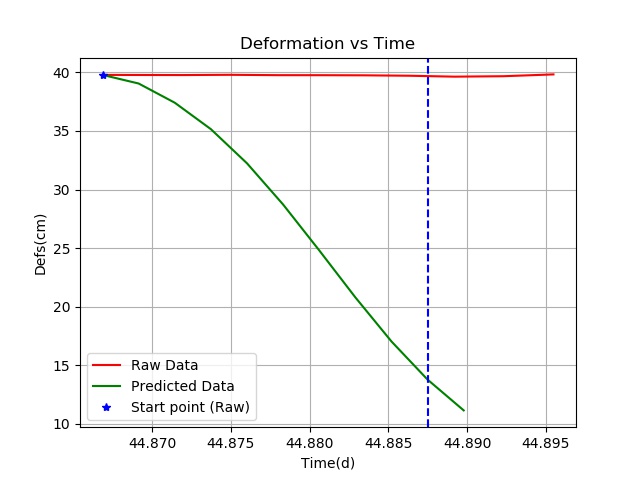 Deformation vs Time
Defs(cm)
40
35
30
25
20
15
10
Raw Data
Predicted Data
Start point (Raw)
44.870 44.875 44.880 44.885 44.890 44.895
Time(d)